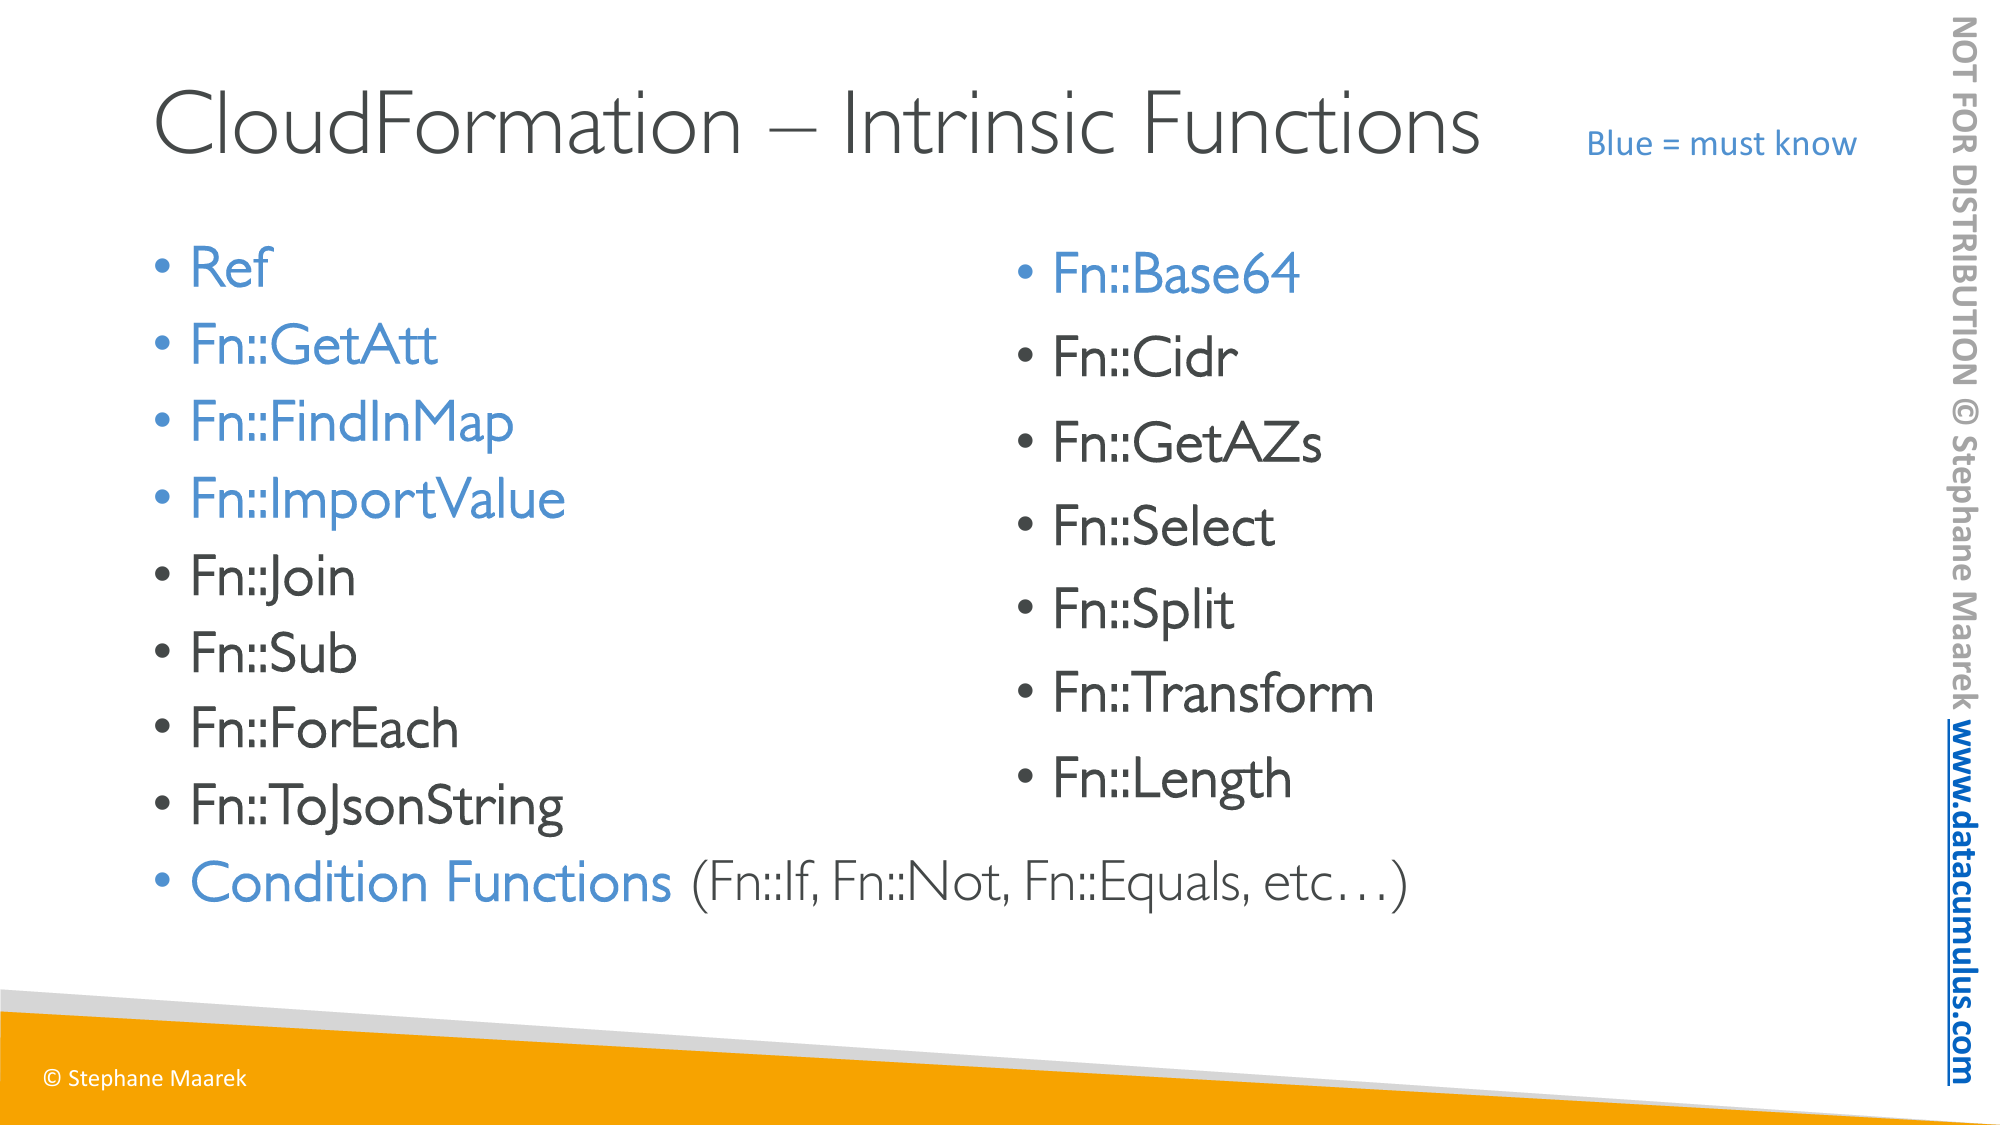 CloudFormation – Intrinsic Functions
Blue = must know
• Ref
• Fn::GetAtt
• Fn::FindInMap
• Fn::ImportValue
• Fn::Join
• Fn::Sub
• Fn::ForEach
• Fn::ToJsonString
• Condition Functions (Fn::If, Fn::Not, Fn::Equals, etc…)
• Fn::Base64
• Fn::Cidr
• Fn::GetAZs
• Fn::Select
• Fn::Split
• Fn::Transform
• Fn::Length
© Stephane Maarek
NOT FOR DISTRIBUTION © Stephane Maarek www.datacumulus.com